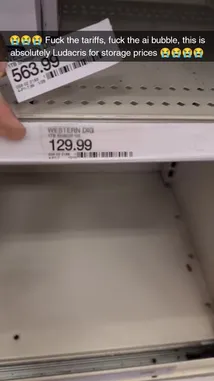 😭😭😭 Fuck the tariffs, fuck the ai bubble, this is
absolutely Ludacris for storage prices 😭😭😭😭
563.99
WESTERN DIG
129.99